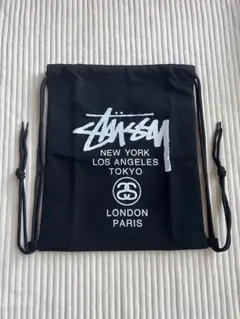 Stüssy
NEW YORK
LOS ANGELES
TOKYO
LONDON
PARIS